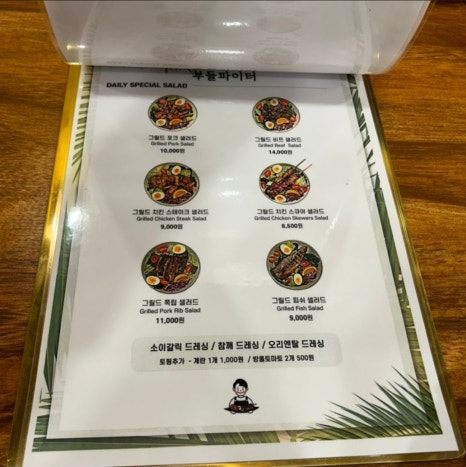 부들파이터
DAILY SPECIAL SALAD
그릴드 포크 샐러드
Grilled Pork Salad
10,000원
그릴드 비프 샐러드
Grilled Beef Salad
14,000원
그릴드 치킨 스테이크 샐러드
Grilled Chicken Steak Salad
9,000원
그릴드 치킨 스큐어 샐러드
Grilled Chicken Skewers Salad
8,500원
그릴드 폭립 샐러드
Grilled Pork Rib Salad
11,000원
그릴드 피쉬 샐러드
Grilled Fish Salad
9,000원
소이갈릭 드레싱 / 참깨 드레싱 / 오리엔탈 드레싱
토핑추가 - 계란 1개 1,000원 / 방울토마토 2개 500원